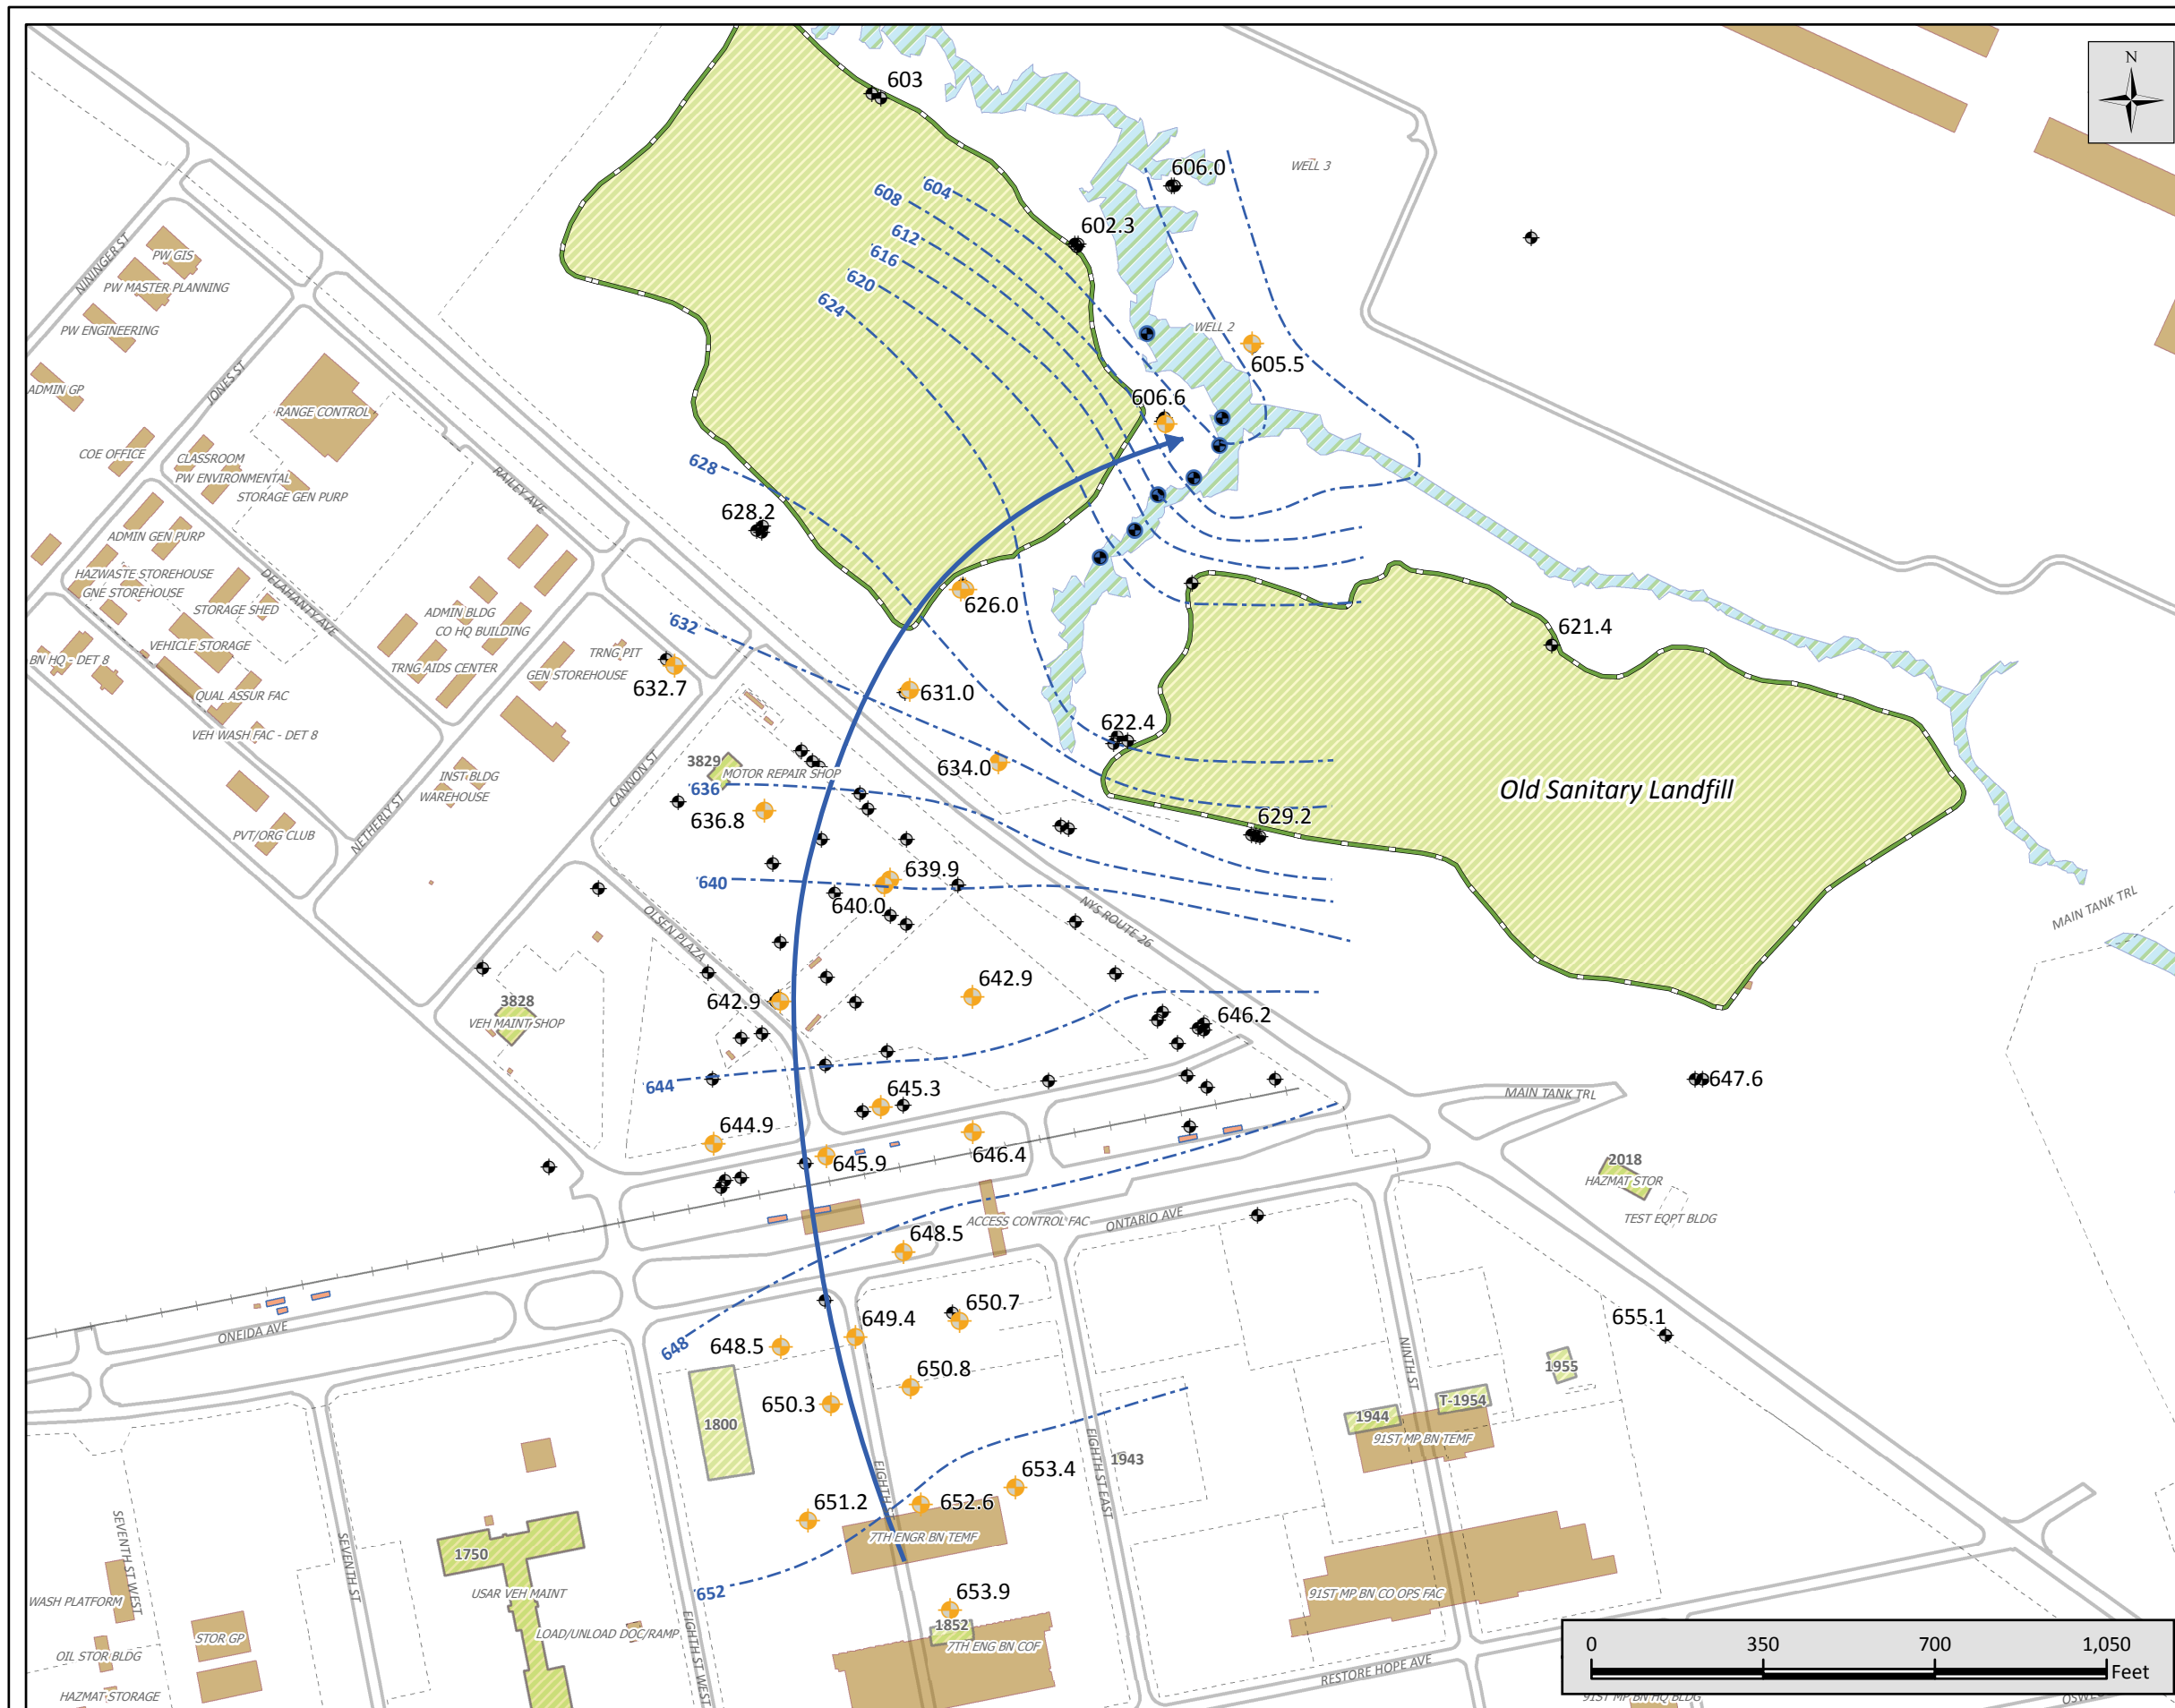 N
603
WELL 3
606.0
604
608
602.3
612
616
620
624
WELL 2
605.5
606.6
NININGER ST
PW GIS
PW MASTER PLANNING
PW ENGINEERING
JONES ST
ADMIN GP
RANGE CONTROL
COE OFFICE
CLASSROOM
PW ENVIRONMENTAL
STORAGE GEN PURP
RAILEY AVE
628
628.2
ADMIN GEN PURP
HAZWASTE STOREHOUSE
GNE STOREHOUSE
STORAGE SHED
DELAHANTY AVE
ADMIN BLDG
CO HQ BUILDING
626.0
632
VEHICLE STORAGE
BN HQ - DET 8
TRNG AIDS CENTER
TRNG PIT
GEN STOREHOUSE
621.4
QUAL ASSUR FAC
632.7
631.0
VEH WASH FAC - DET 8
622.4
3829
MOTOR REPAIR SHOP
634.0
INST BLDG
WAREHOUSE
CANNON ST
636
Old Sanitary Landfill
636.8
629.2
PVT/ORG CLUB
NETHERLY ST
639.9
640
640.0
OLSEN PLAZA
NYS ROUTE 26
MAIN TANK TRL
3828
VEH MAINT SHOP
642.9
642.9
646.2
644
645.3
MAIN TANK TRL
647.6
644.9
645.9
646.4
2018
HAZMAT STOR
TEST EQPT BLDG
ACCESS CONTROL FAC
ONTARIO AVE
648.5
ONEIDA AVE
650.7
649.4
655.1
648
648.5
650.8
NINTH ST
1955
650.3
T-1954
1800
1944
91ST MP BN TEMF
EIGHTH ST EAST
1943
653.4
651.2
652.6
7TH ENGR BN TEMF
SEVENTH ST WEST
SEVENTH ST
1750
USAR VEH MAINT
652
653.9
91ST MP BN CO OPS FAC
WASH PLATFORM
1852
7TH ENG BN COF
STOR GP
LOAD/UNLOAD DOC/RAMP
EIGHTH ST WEST
OIL STOR BLDG
RESTORE HOPE AVE
0 350 700 1,050
Feet
HAZMAT STORAGE
91ST MP BN HQ BLDG